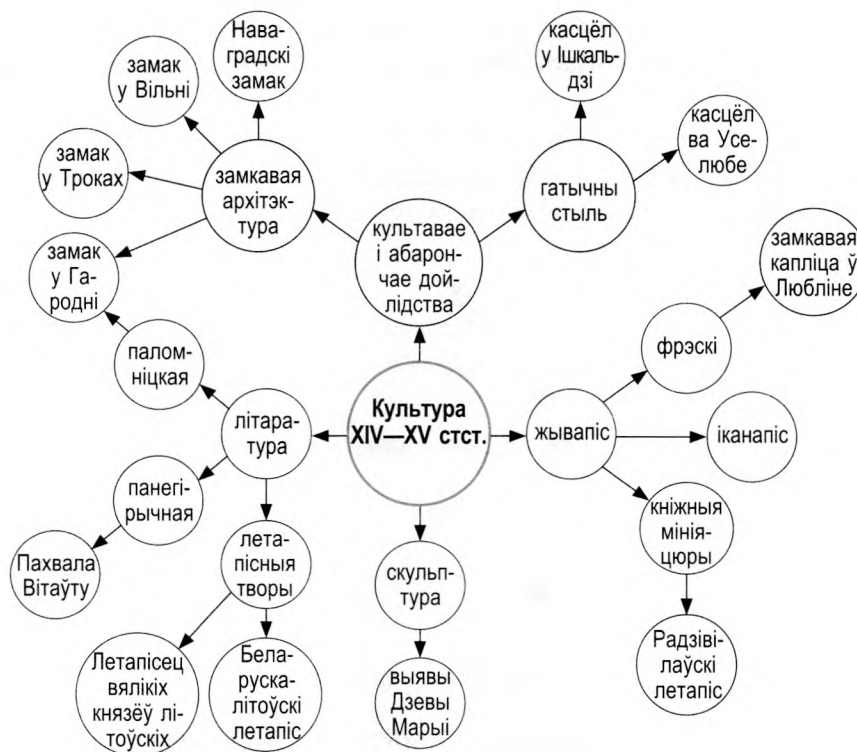 Нава-
градскі
замак
замак
у Вільні
замак
у Троках
замак
у Га-
родні
замкавая
архітэк-
тура
касцёл
у Ішкаль-
дзі
касцёл
ва Усе-
любе
гатычны
стыль
культавае
і абарон-
чае дой-
лідства
замкавая
капліца ў
Любліне
фрэскі
палом-
ніцкая
літара-
тура
Культура
XIV—XV стст.
жывапіс
іканапіс
панегі-
рычная
Пахвала
Вітаўту
лета-
пісныя
творы
скульп-
тура
кніжныя
мінія-
цюры
Летапісец
вялікіх
князёў лі-
тоўскіх
Бела-
руска-
літоўскі
летапіс
выявы
Дзевы
Марыі
Радзіві-
лаўскі
летапіс